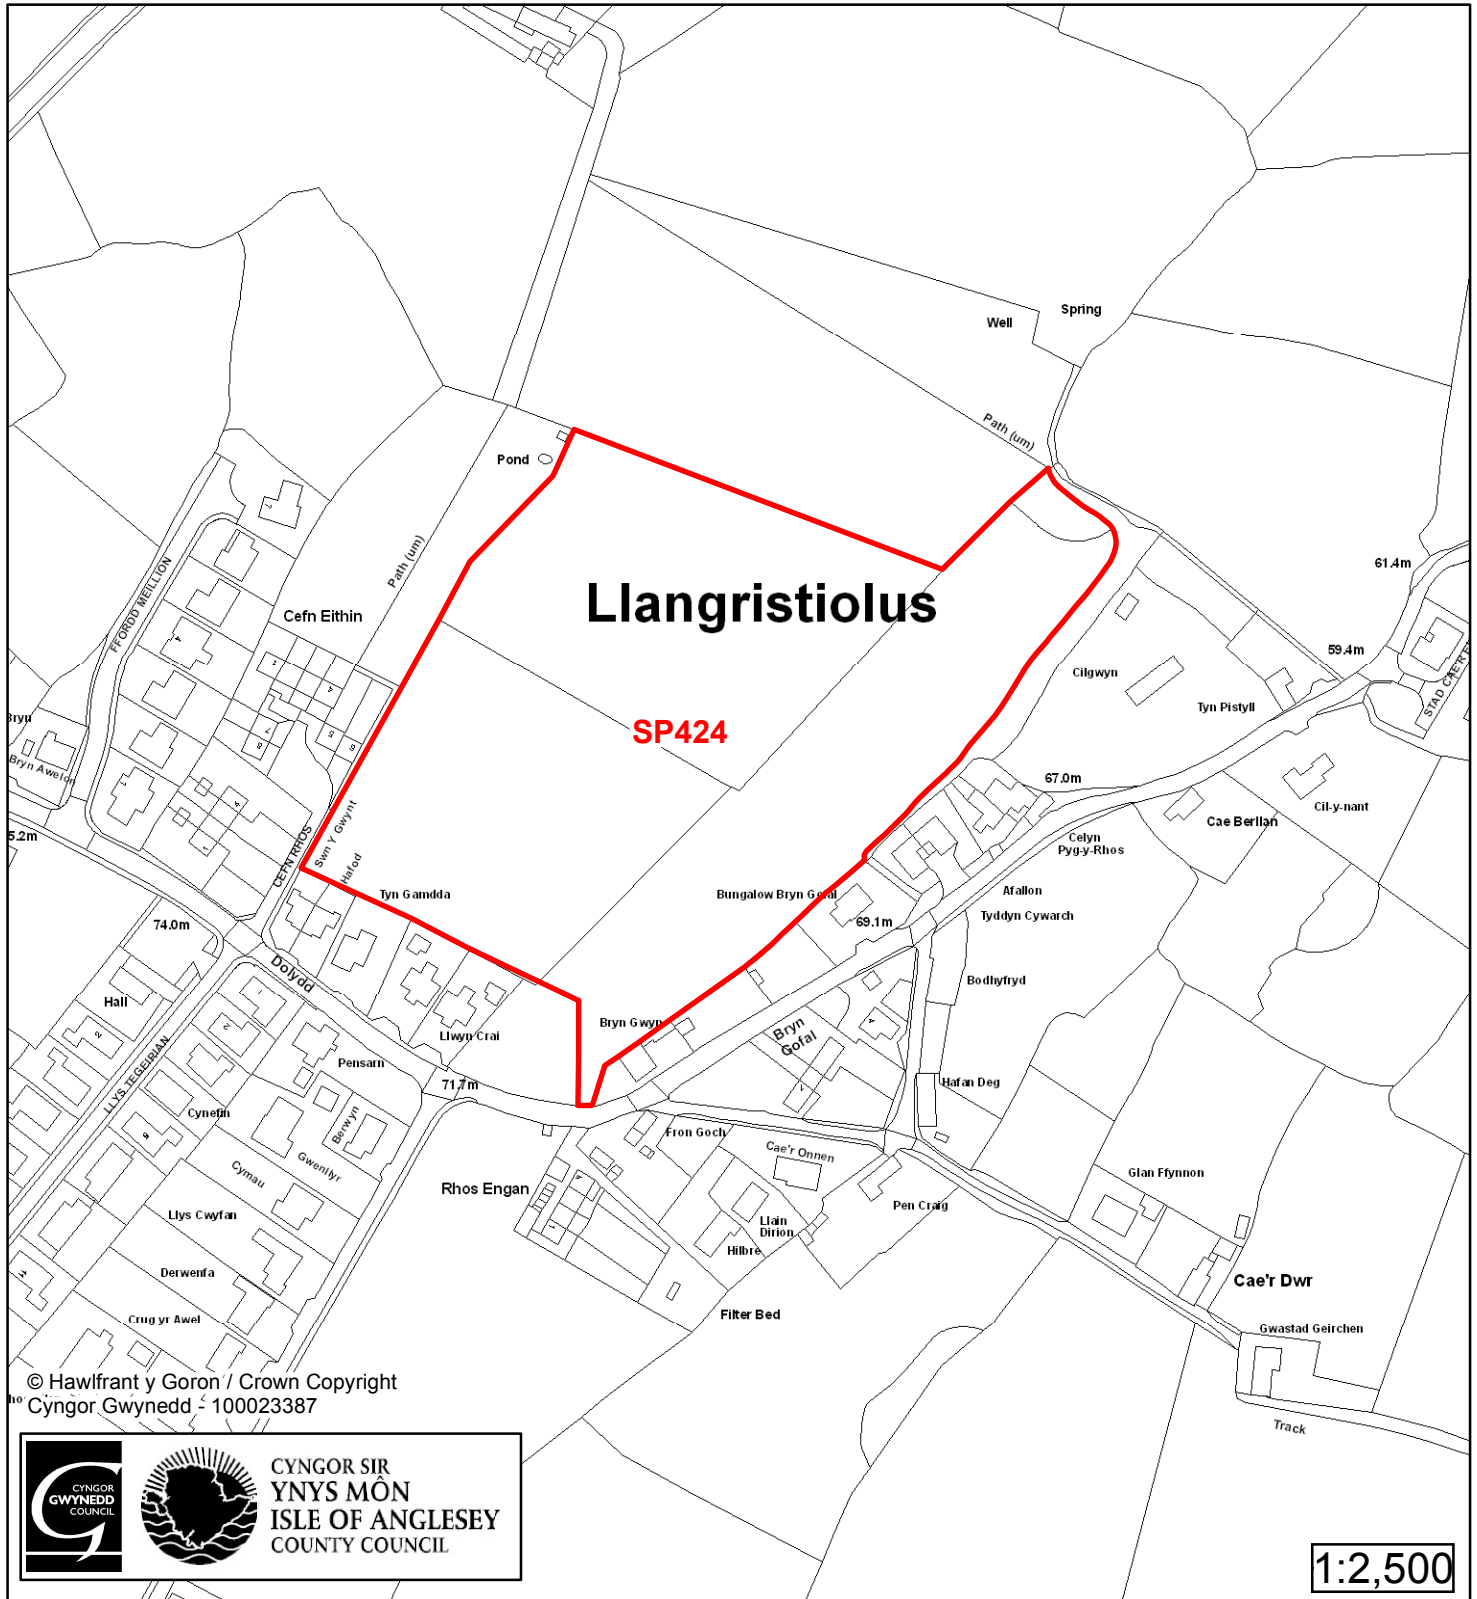 Well
Spring
Path (um)
Pond
Path (um)
Llangristiolus
SP424
FFORDD MEILLION
Cefn Eithin
61.4m
59.4m
Cilgwyn
Tyn Pistyll
67.0m
Cil-y-nant
Cae Berllan
Celyn
Pyg-y-Rhos
Bryn Awelon
CEFN RHOS
Swn Y Gwynt
Hafod
Tyn Gamdda
Bungalow Bryn Gofal
Afallon
Tyddyn Cywarch
69.1m
74.0m
Dolydd
Hall
Bodhyfryd
Bryn Gwyn
Bryn
Gofal
Llwyn Crai
Pensarn
71.7m
LLYS TEGEIRIAN
Cynefin
Berwyn
Gwenllyr
Cymau
Hafan Deg
Fron Goch
Cae'r Onnen
Glan Ffynnon
Rhos Engan
Llys Cwyfan
Pen Craig
Llain
Dirion
Hilbre
Derwenfa
Cae'r Dwr
Filter Bed
Crug yr Awel
Gwastad Geirchen
Track
© Hawlfrant y Goron / Crown Copyright
Cyngor Gwynedd - 100023387
CYNGOR
GWYNEDD
COUNCIL
CYNGOR SIR
YNYS MÔN
ISLE OF ANGLESEY
COUNTY COUNCIL
1:2,500